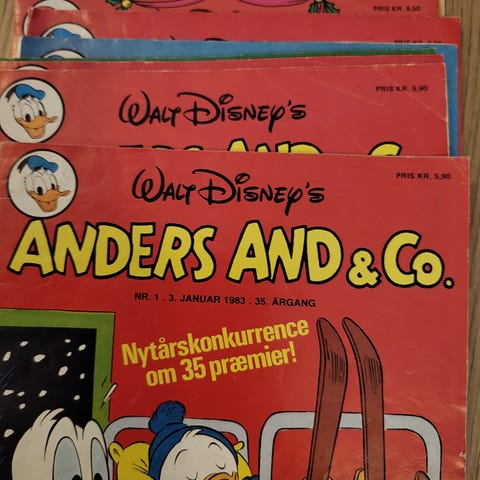 PRIS KR. 6,50
PRIS KR. 5,90
WALT DISNEY'S
PRIS KR. 5,90
WALT DISNEY'S
ANDERS AND & CO.
NR. 1 . 3. JANUAR 1983 . 35. ÅRGANG
Nytårskonkurrence
om 35 præmier!